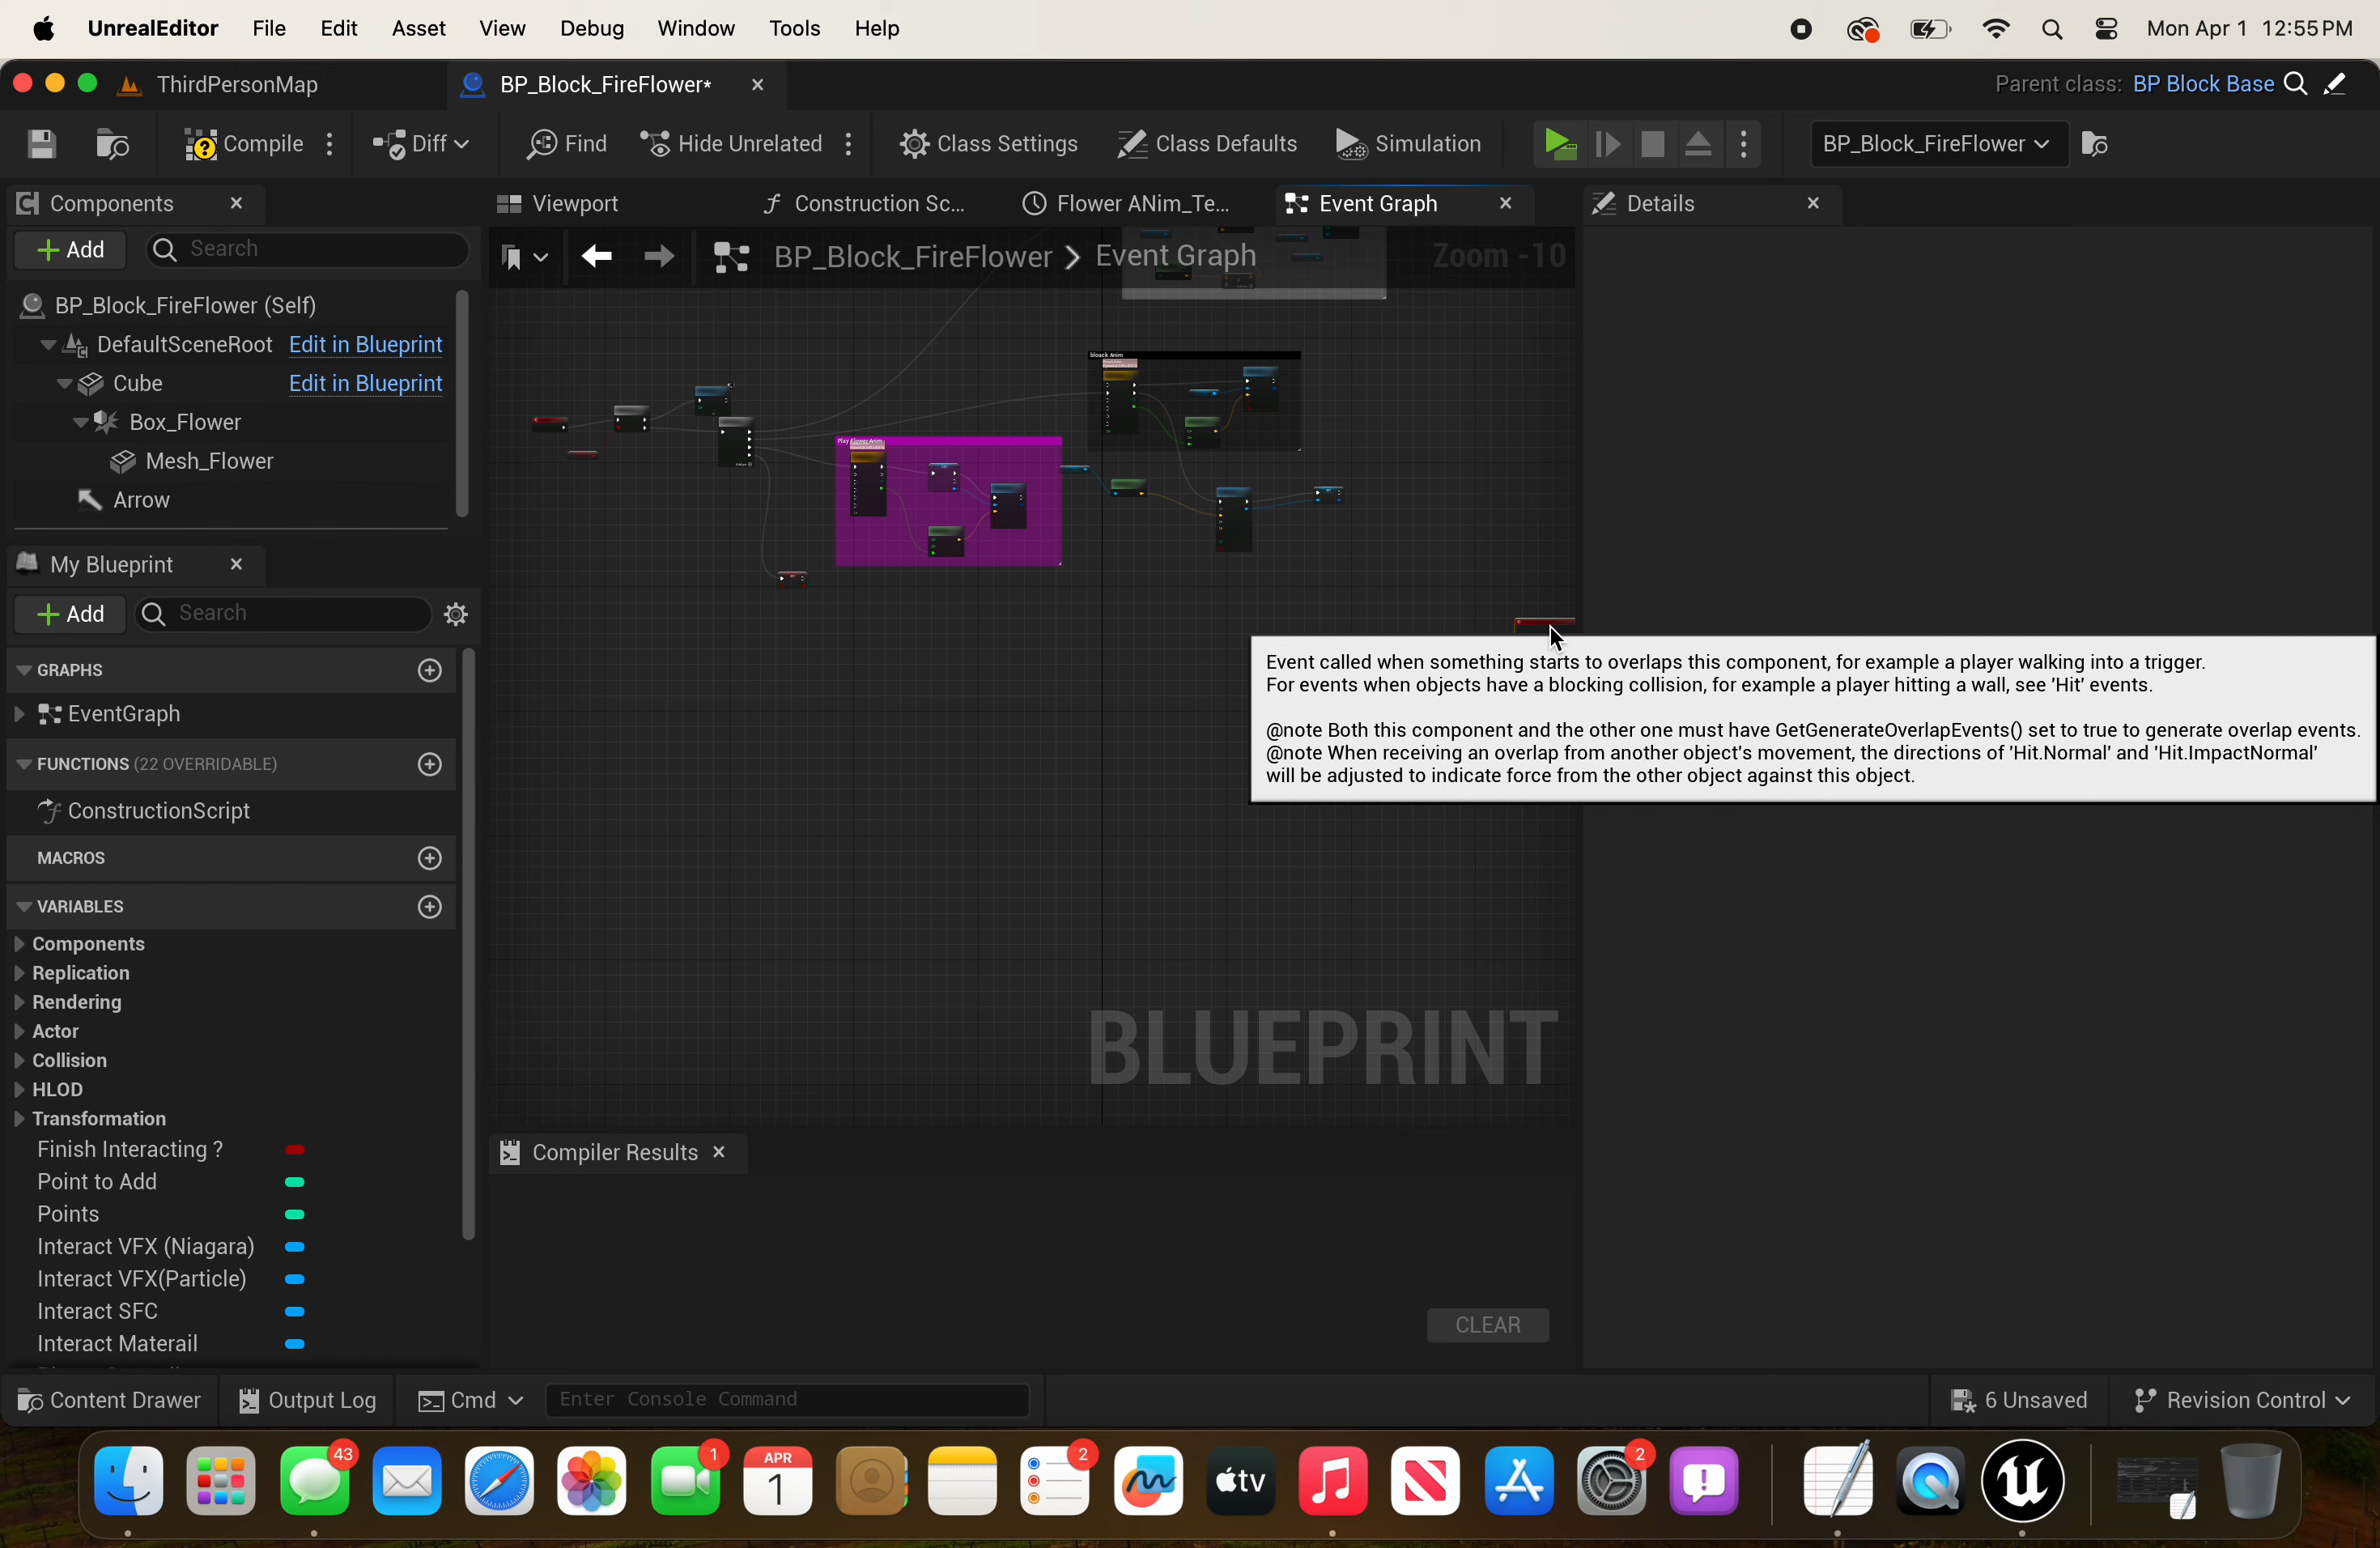 UnrealEditor File Edit Asset View Debug Window Tools Help Mon Apr 1 12:55 PM
ThirdPersonMap BP_Block_FireFlower* Parent class: BP Block Base
Compile Diff Find Hide Unrelated Class Settings Class Defaults Simulation BP_Block_FireFlower
Components Viewport Construction Sc... Flower ANim_Te... Event Graph Details
Add Search
BP_Block_FireFlower > Event Graph Zoom -10
BP_Block_FireFlower (Self)
DefaultSceneRoot Edit in Blueprint
Cube Edit in Blueprint
Box_Flower
Mesh_Flower
Arrow
bloack Anim
Play Flower Anim
My Blueprint
Add Search
GRAPHS
EventGraph
FUNCTIONS (22 OVERRIDABLE)
ConstructionScript
MACROS
VARIABLES
Components
Replication
Rendering
Actor
Collision
HLOD
Transformation
Finish Interacting ?
Point to Add
Points
Interact VFX (Niagara)
Interact VFX(Particle)
Interact SFC
Interact Materail
Event called when something starts to overlaps this component, for example a player walking into a trigger.
For events when objects have a blocking collision, for example a player hitting a wall, see 'Hit' events.
@note Both this component and the other one must have GetGenerateOverlapEvents() set to true to generate overlap events.
@note When receiving an overlap from another object's movement, the directions of 'Hit.Normal' and 'Hit.ImpactNormal'
will be adjusted to indicate force from the other object against this object.
BLUEPRINT
Compiler Results
CLEAR
Content Drawer Output Log Cmd Enter Console Command 6 Unsaved Revision Control
43 1 APR 1 2 tv 2